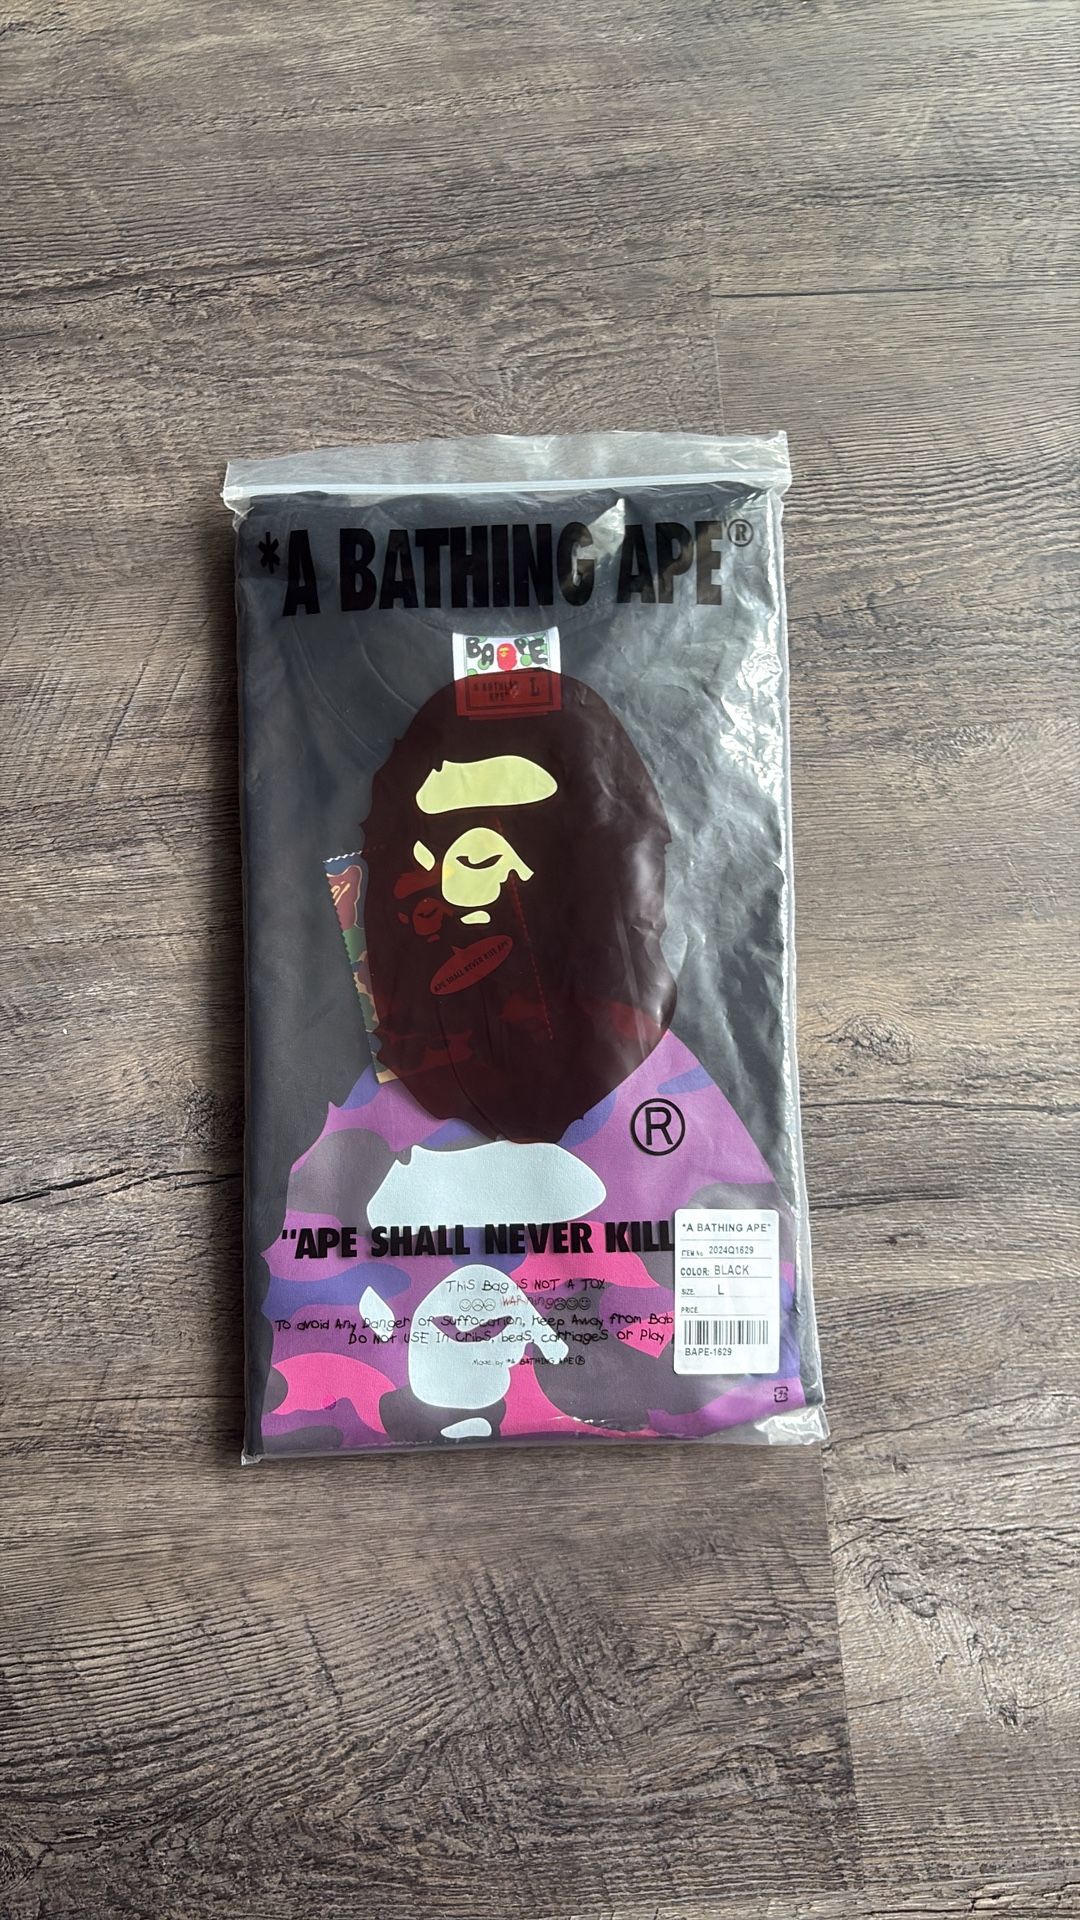 *A BATHING APE®
BAPE
A BATHING
APE®
L
APE SHALL NEVER KILL APE
®
"APE SHALL NEVER KILL
This Bag IS NOT A TOY.
WARNING
To avoid Any Danger of Suffocation, Keep Away from Bab
Do Not USE In Cribs, beds, carriages or Play
Made by *A BATHING APE®
"A BATHING APE"
ITEM No. 2024Q1629
COLOR: BLACK
SIZE: L
PRICE
BAPE-1629